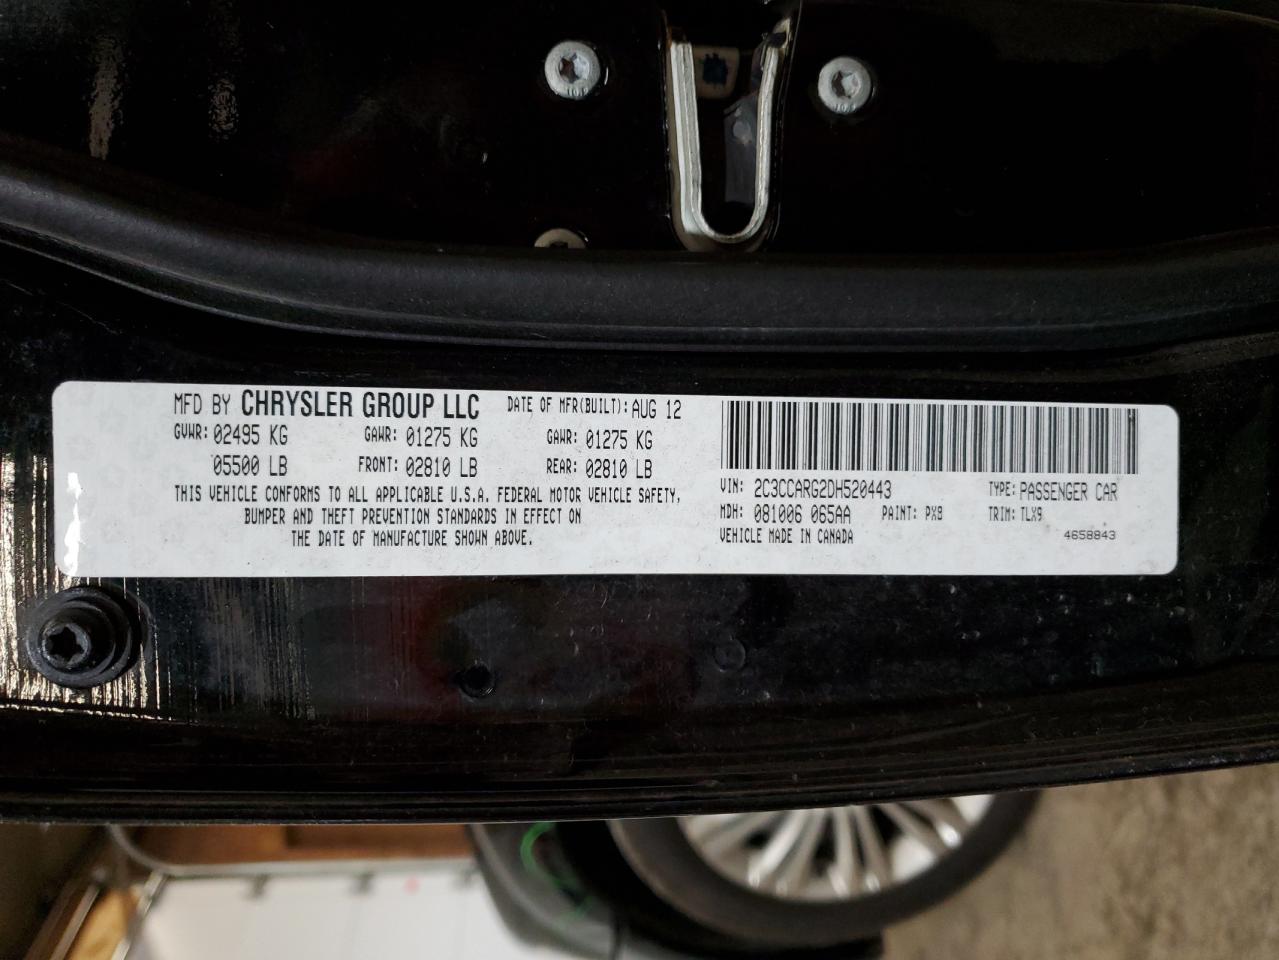 MFD BY CHRYSLER GROUP LLC DATE OF MFR(BUILT): AUG 12
GVWR: 02495 KG GAWR: 01275 KG GAWR: 01275 KG
05500 LB FRONT: 02810 LB REAR: 02810 LB
THIS VEHICLE CONFORMS TO ALL APPLICABLE U.S.A. FEDERAL MOTOR VEHICLE SAFETY,
BUMPER AND THEFT PREVENTION STANDARDS IN EFFECT ON
THE DATE OF MANUFACTURE SHOWN ABOVE.
VIN: 2C3CCARG2DH520443 TYPE: PASSENGER CAR
MDH: 081006 065AA PAINT: PX8 TRIM: TLX9
VEHICLE MADE IN CANADA 4658843